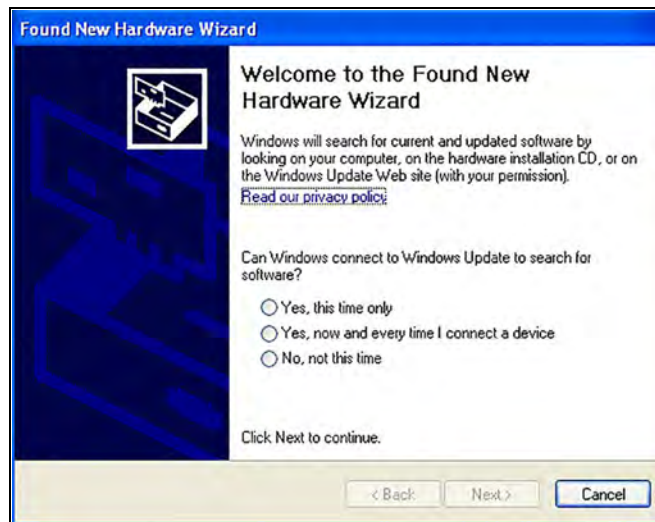 Found New Hardware Wizard
Welcome to the Found New
Hardware Wizard
Windows will search for current and updated software by
looking on your computer, on the hardware installation CD, or on
the Windows Update Web site (with your permission).
Read our privacy policy
Can Windows connect to Windows Update to search for
software?
Yes, this time only
Yes, now and every time I connect a device
No, not this time
Click Next to continue.
< Back Next > Cancel